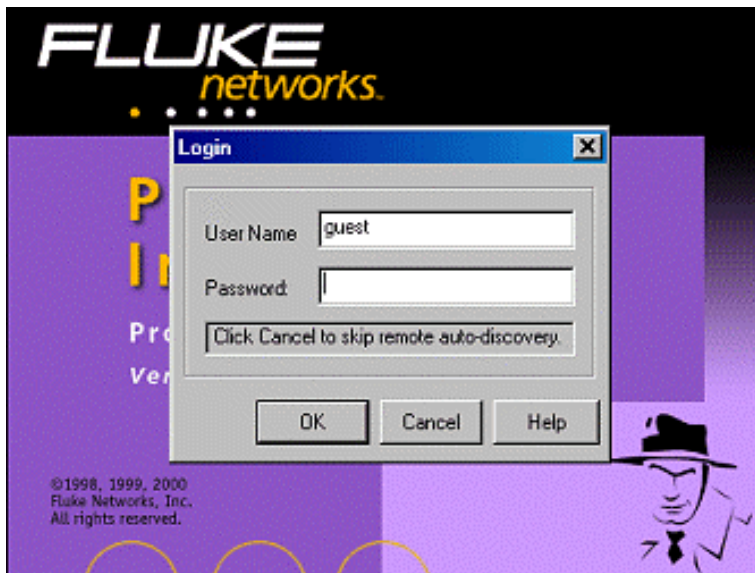 FLUKE
networks™
Login
User Name
guest
Password:
Click Cancel to skip remote auto-discovery.
OK Cancel Help
©1998, 1999, 2000
Fluke Networks, Inc.
All rights reserved.